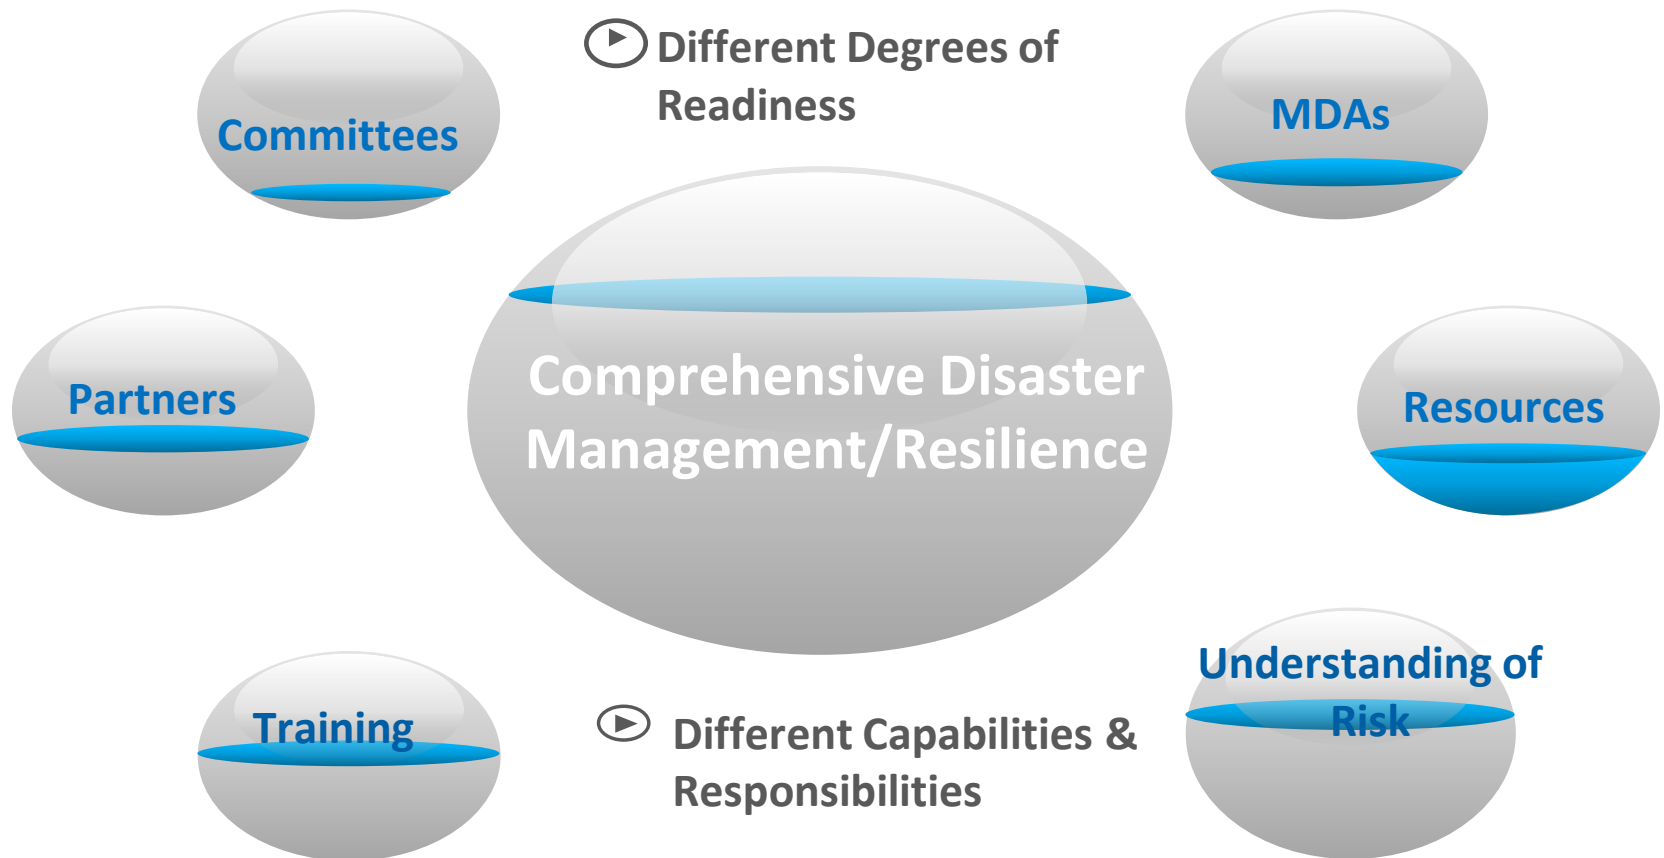 Different Degrees of
Readiness
Committees
MDAs
Comprehensive Disaster
Management/Resilience
Partners
Resources
Understanding of
Risk
Training
Different Capabilities &
Responsibilities